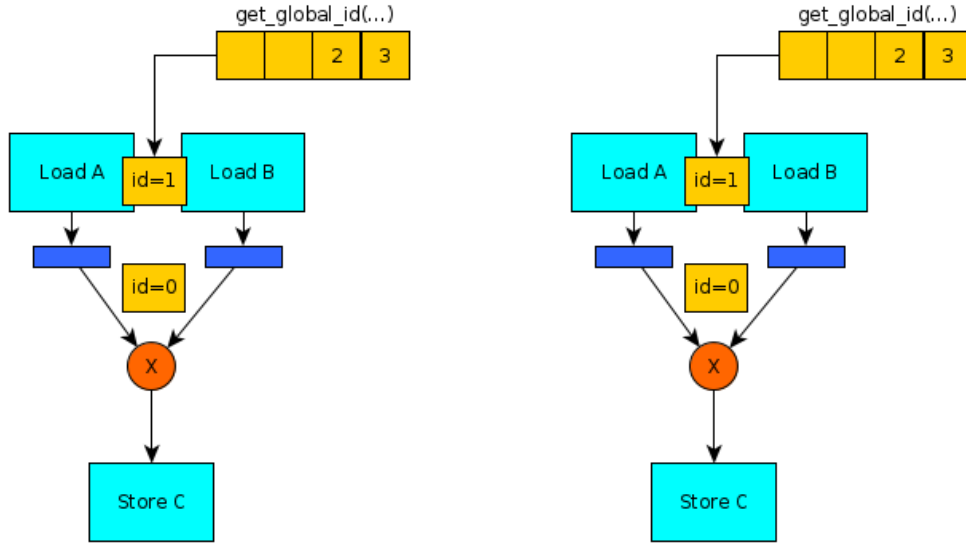 get_global_id(...)
2 3
Load A
id=1
Load B
id=0
X
Store C
get_global_id(...)
2 3
Load A
id=1
Load B
id=0
X
Store C